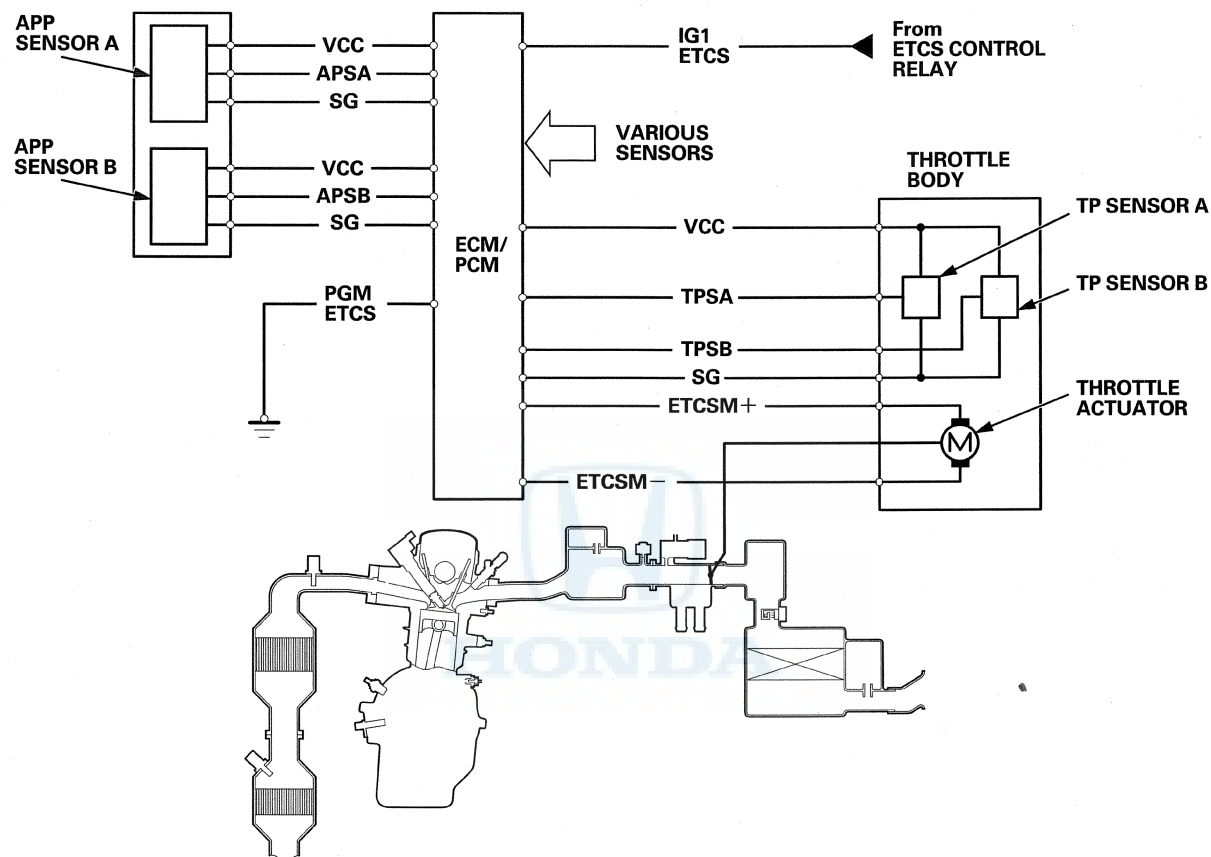 APP
SENSOR A
VCC
APSA
SG
APP
SENSOR B
VCC
APSB
SG
PGM
ETCS
ECM/
PCM
IG1
ETCS
From
ETCS CONTROL
RELAY
VARIOUS
SENSORS
THROTTLE
BODY
VCC
TP SENSOR A
TPSA
TP SENSOR B
TPSB
SG
ETCSM+
THROTTLE
ACTUATOR
M
ETCSM−
HONDA